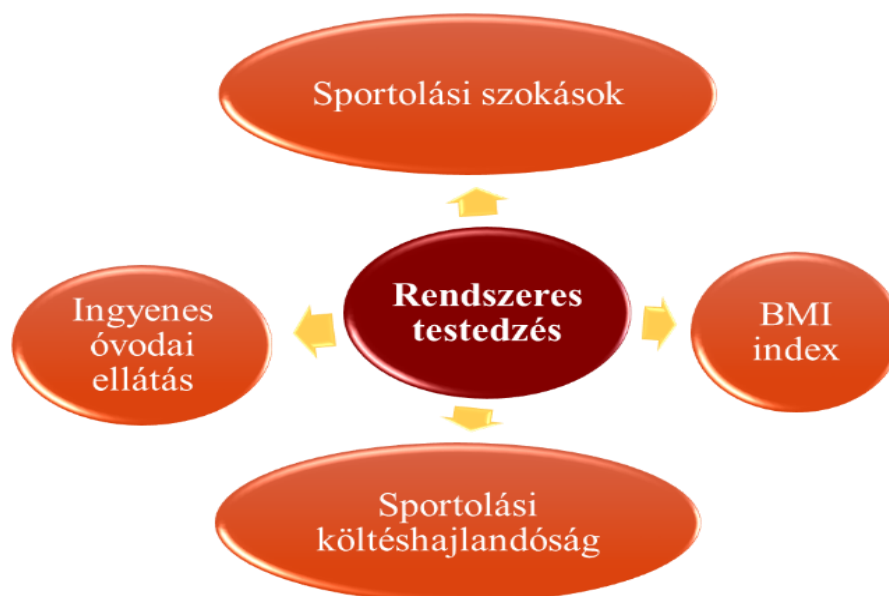 Sportolási szokások
Ingyenes
óvodai
ellátás
Rendszeres
testedzés
BMI
index
Sportolási
költéshajlandóság